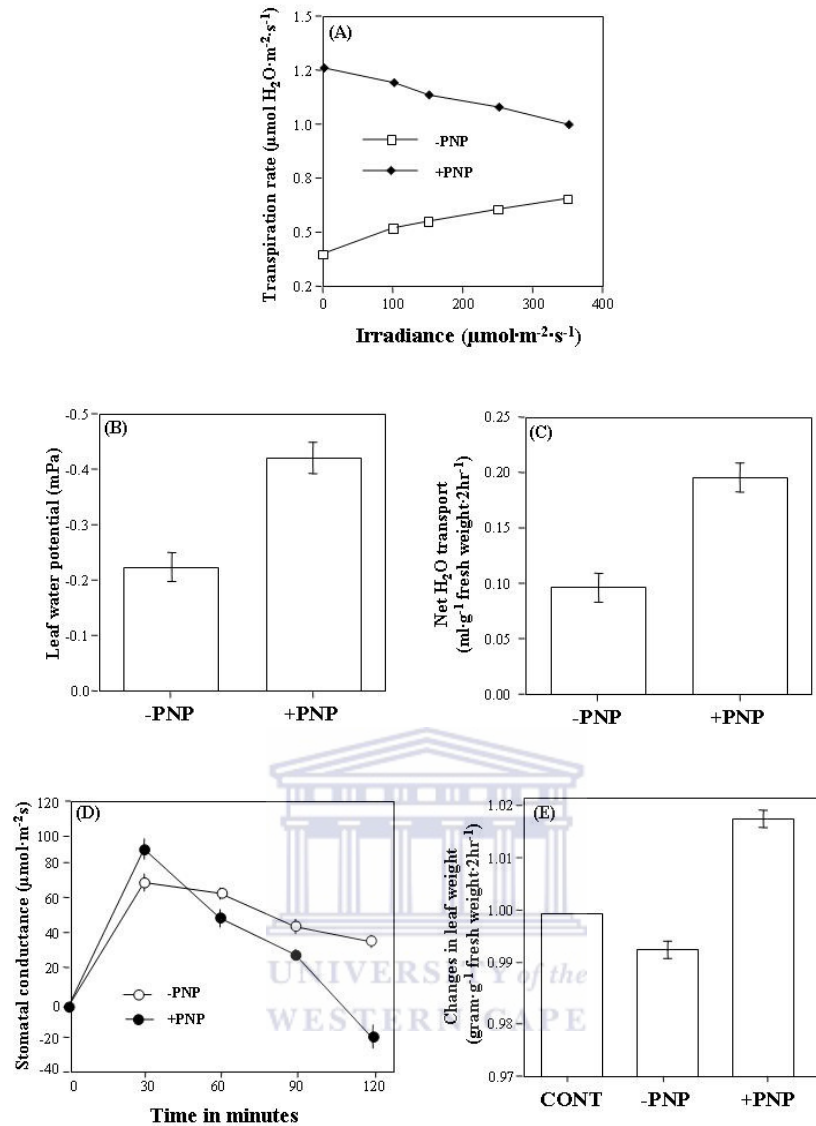 (A)
Transpiration rate (µmol H₂O·m⁻²·s⁻¹)
1.5
1.2
1.0
0.8
0.5
0.2
-PNP
+PNP
0 100 200 300 400
Irradiance (µmol·m⁻²·s⁻¹)
(B)
Leaf water potential (mPa)
-0.5
-0.4
-0.3
-0.2
-0.1
0.0
-PNP +PNP
(C)
Net H₂O transport
(ml·g⁻¹ fresh weight·2hr⁻¹)
0.25
0.20
0.15
0.10
0.05
0.00
-PNP +PNP
(D)
Stomatal conductance (µmol·m⁻²s)
120
100
80
60
40
20
0
-20
-40
-PNP
+PNP
0 30 60 90 120
Time in minutes
(E)
Changes in leaf weight
(gram·g⁻¹ fresh weight·2hr⁻¹)
1.02
1.01
1.00
0.99
0.98
0.97
CONT -PNP +PNP
UNIVERSITY of the
WESTERN CAPE